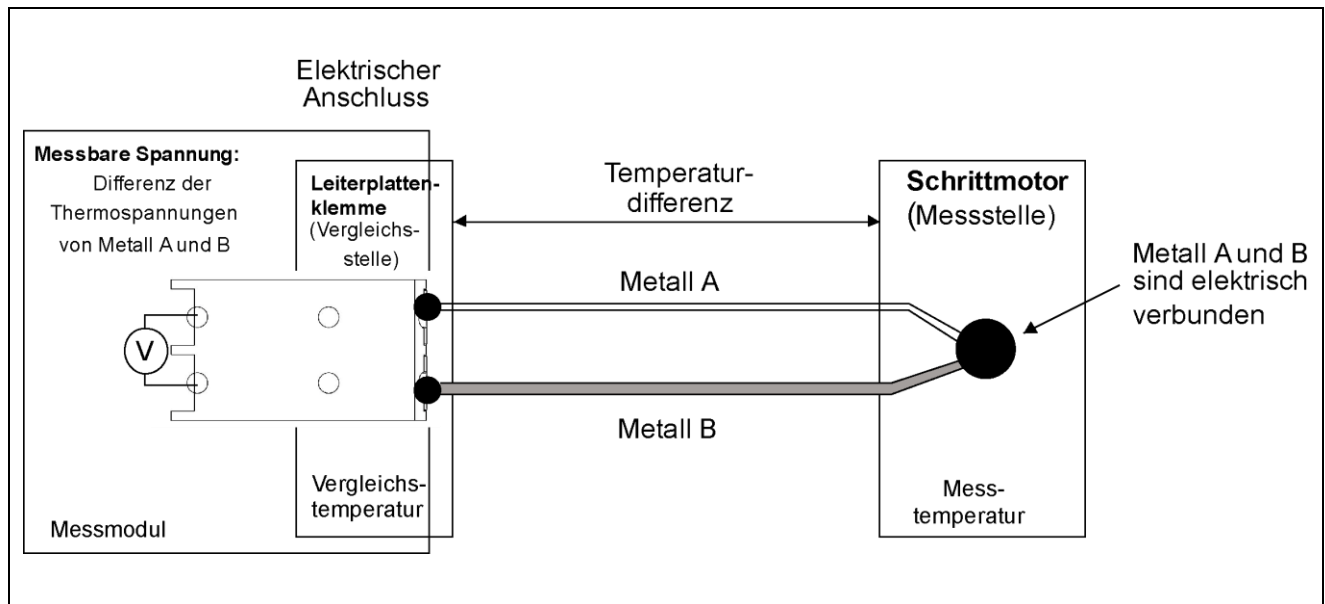 Elektrischer
Anschluss
Messbare Spannung:
Differenz der
Thermospannungen
von Metall A und B
Leiterplatten-
klemme
(Vergleichs-
stelle)
Temperatur-
differenz
Schrittmotor
(Messstelle)
Metall A und B
sind elektrisch
verbunden
Metall A
V
Metall B
Vergleichs-
temperatur
Mess-
temperatur
Messmodul